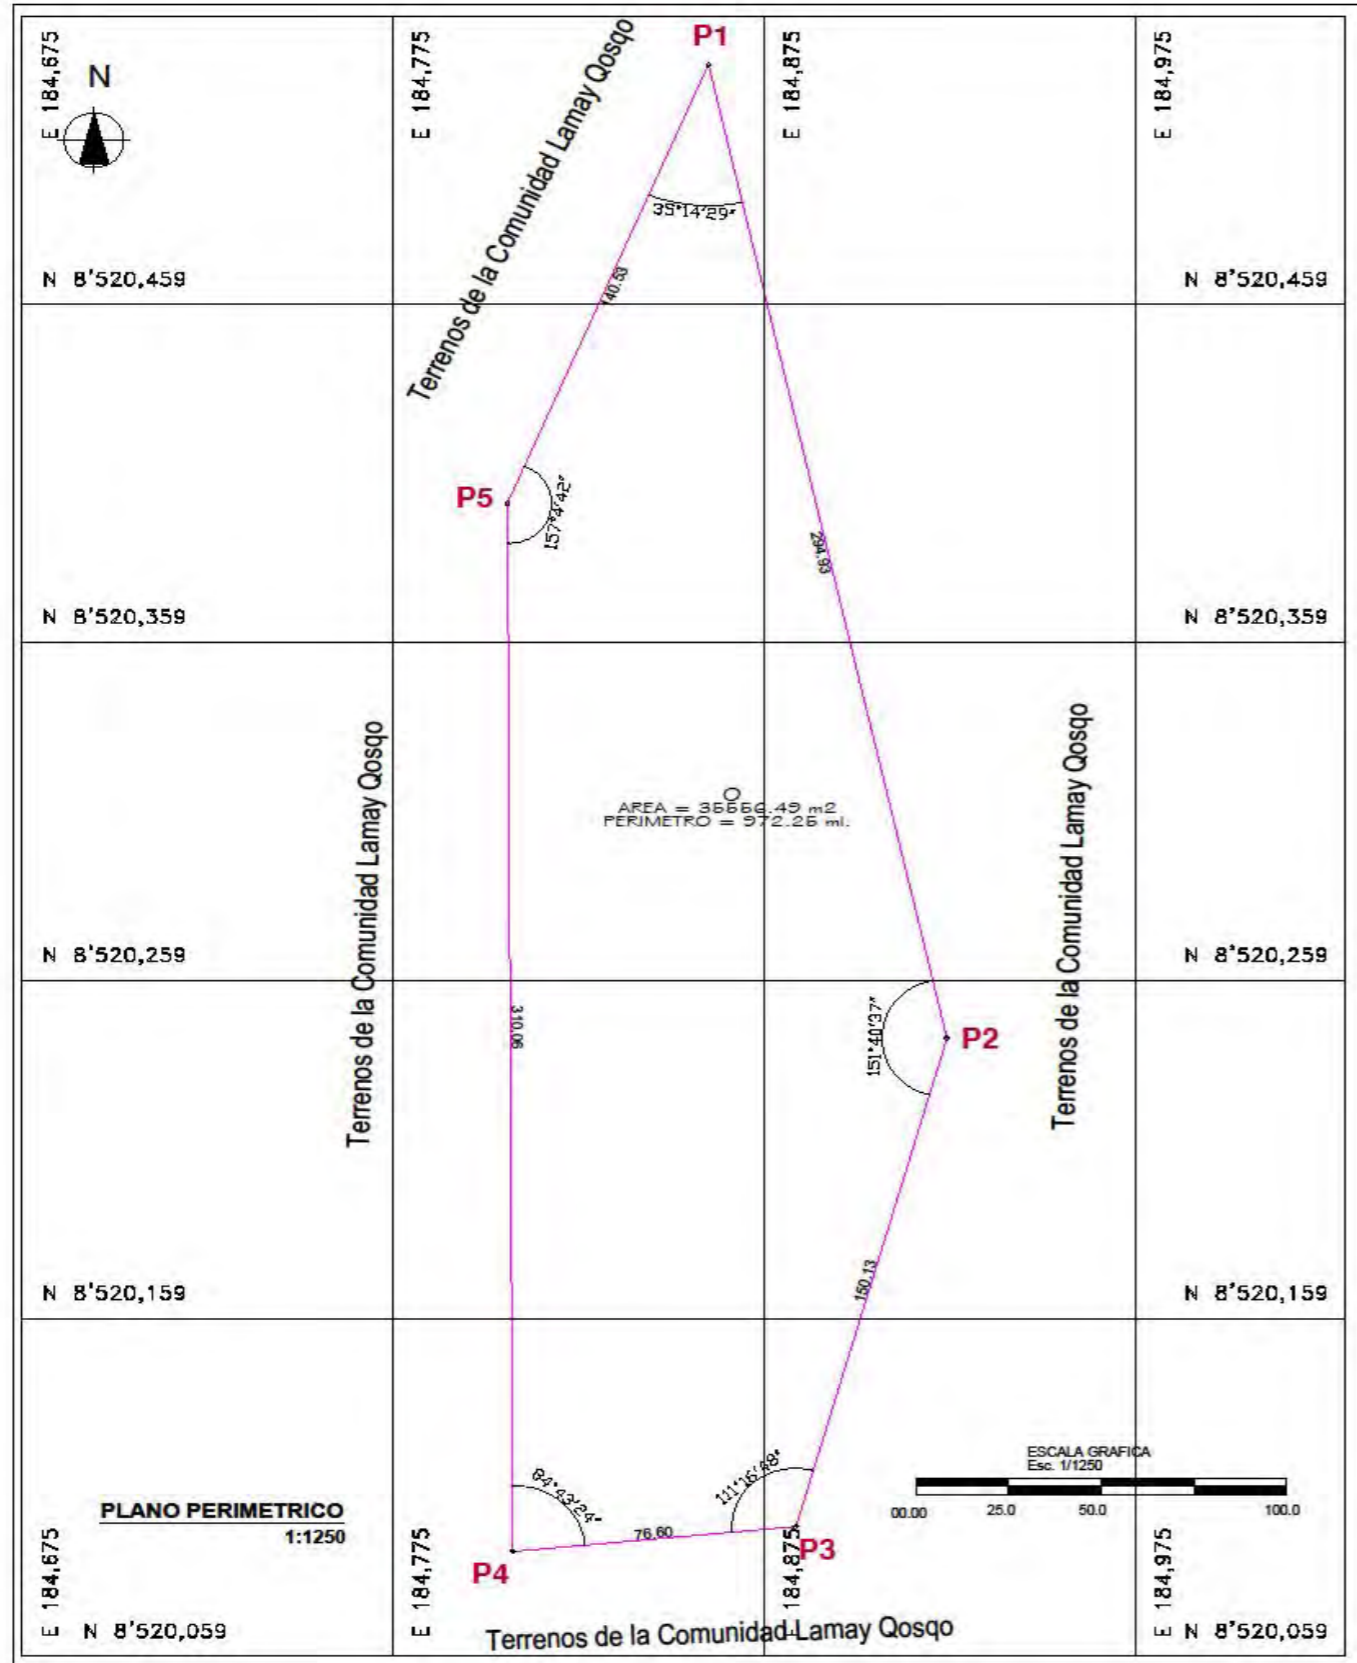 E 184,675
E 184,775
E 184,875
E 184,975
N
P1
Terrenos de la Comunidad Lamay Qosqo
35°14'29"
N 8'520,459
N 8'520,459
140.53
P5
157°4'42"
294.93
N 8'520,359
N 8'520,359
Terrenos de la Comunidad Lamay Qosqo
Terrenos de la Comunidad Lamay Qosqo
AREA = m2
PERIMETRO = ml.
N 8'520,259
N 8'520,259
310.06
151°40'37"
P2
150.13
N 8'520,159
N 8'520,159
ESCALA GRAFICA
Esc. 1/1250
00.00 25.0 50.0 100.0
84°43'24"
111°16'48"
76.60
PLANO PERIMETRICO
1:1250
P4
P3
E 184,675
E 184,775
E 184,875
E 184,975
N 8'520,059
N 8'520,059
Terrenos de la Comunidad Lamay Qosqo